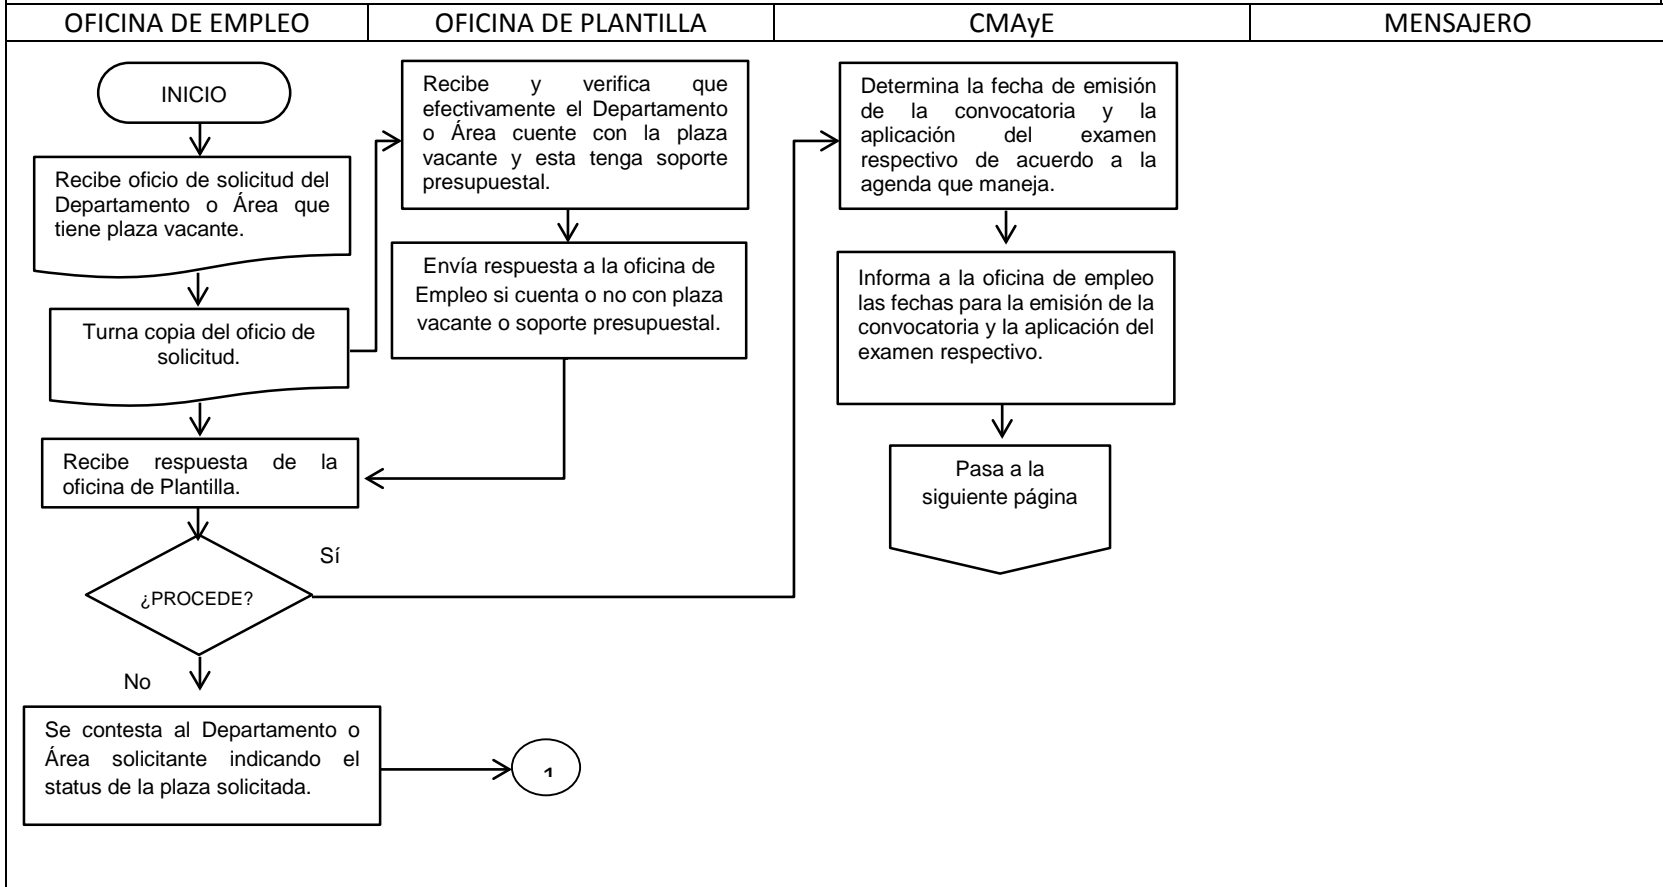 OFICINA DE EMPLEO
OFICINA DE PLANTILLA
CMAyE
MENSAJERO
INICIO
Recibe oficio de solicitud del
Departamento o Área que
tiene plaza vacante.
Turna copia del oficio de
solicitud.
Recibe respuesta de la
oficina de Plantilla.
¿PROCEDE?
Sí
No
Se contesta al Departamento o
Área solicitante indicando el
status de la plaza solicitada.
1
Recibe y verifica que
efectivamente el Departamento
o Área cuente con la plaza
vacante y esta tenga soporte
presupuestal.
Envía respuesta a la oficina de
Empleo si cuenta o no con plaza
vacante o soporte presupuestal.
Determina la fecha de emisión
de la convocatoria y la
aplicación del examen
respectivo de acuerdo a la
agenda que maneja.
Informa a la oficina de empleo
las fechas para la emisión de la
convocatoria y la aplicación del
examen respectivo.
Pasa a la
siguiente página